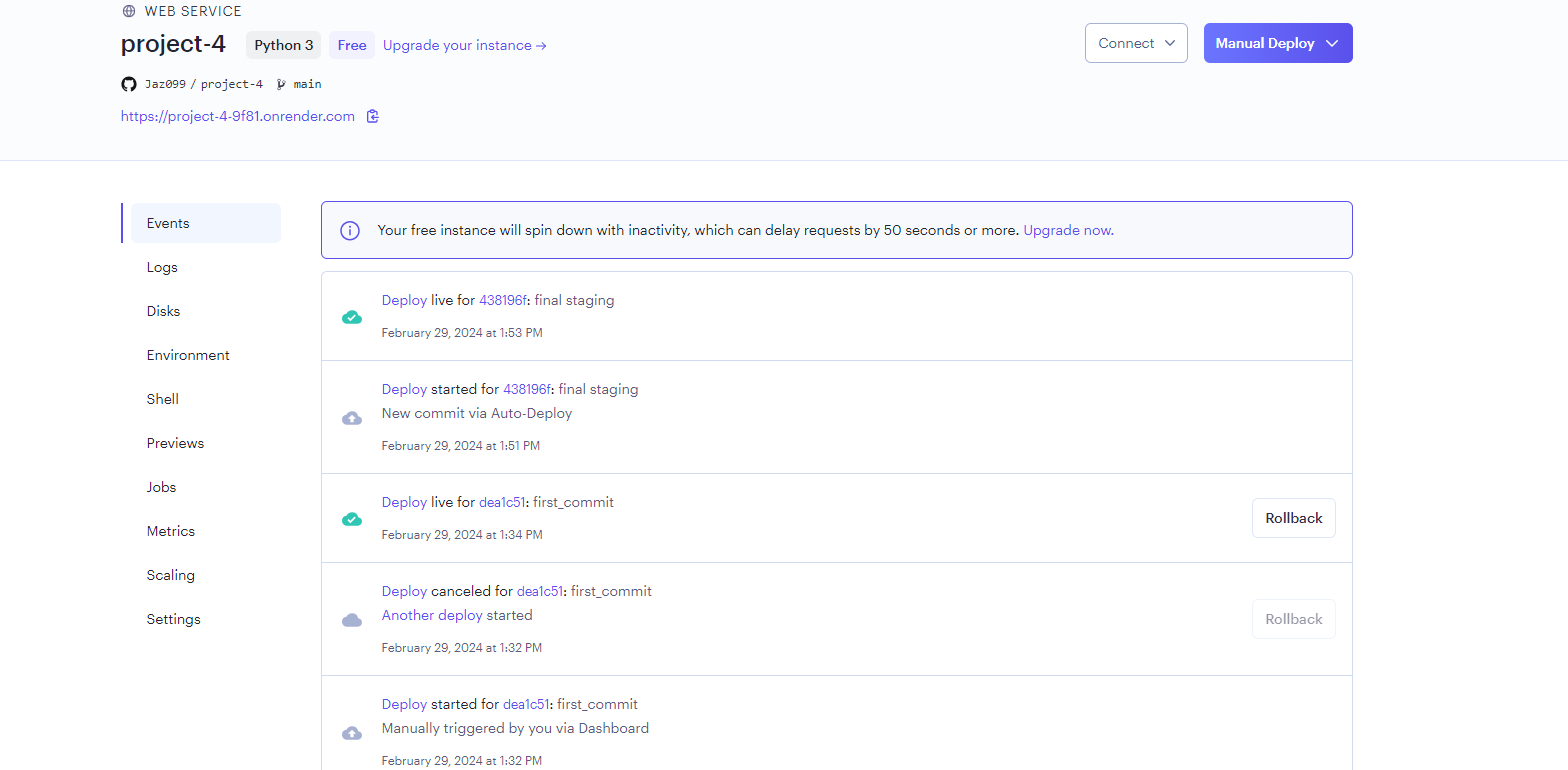 WEB SERVICE
project-4 Python 3 Free Upgrade your instance →
Connect Manual Deploy
Jaz099 / project-4 main
https://project-4-9f81.onrender.com
Events
Logs
Disks
Environment
Shell
Previews
Jobs
Metrics
Scaling
Settings
Your free instance will spin down with inactivity, which can delay requests by 50 seconds or more. Upgrade now.
Deploy live for 438196f: final staging
February 29, 2024 at 1:53 PM
Deploy started for 438196f: final staging
New commit via Auto-Deploy
February 29, 2024 at 1:51 PM
Deploy live for dea1c51: first_commit
February 29, 2024 at 1:34 PM
Rollback
Deploy canceled for dea1c51: first_commit
Another deploy started
February 29, 2024 at 1:32 PM
Rollback
Deploy started for dea1c51: first_commit
Manually triggered by you via Dashboard
February 29, 2024 at 1:32 PM